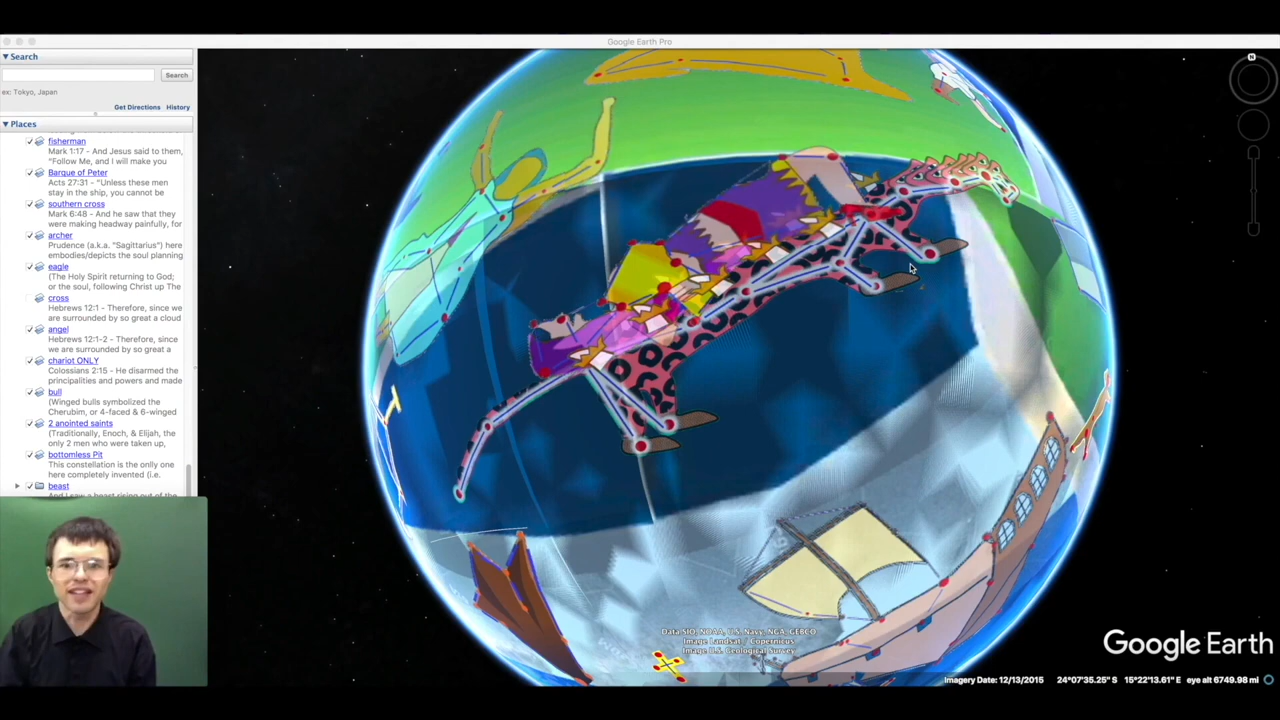 Google Earth Pro
Search
Search
ex: Tokyo, Japan
Get Directions History
Places
fisherman
Mark 1:17 - And Jesus said to them,
"Follow Me, and I will make you
Barque of Peter
Acts 27:31 - "Unless these men
stay in the ship, you cannot be
southern cross
Mark 6:48 - And he saw that they
were making headway painfully, for
archer
Prudence (a.k.a. "Sagittarius") here
embodies/depicts the soul planning
eagle
(The Holy Spirit returning to God;
or the soul, following Christ up The
cross
Hebrews 12:1 - Therefore, since
we are surrounded by so great a cloud
angel
Hebrews 12:1-2 - Therefore, since
we are surrounded by so great a
chariot ONLY
Colossians 2:15 - He disarmed the
principalities and powers and made
bull
(Winged bulls symbolized the
Cherubim, or 4-faced & 6-winged
2 anointed saints
(Traditionally, Enoch, & Elijah, the
only 2 men who were taken up,
bottomless Pit
This constellation is the onlly one
here completely invented (i.e.
beast
N
Data SIO, NOAA, U.S. Navy, NGA, GEBCO
Image Landsat / Copernicus
Image U.S. Geological Survey
Google Earth
Imagery Date: 12/13/2015 24°07'35.25" S 15°22'13.61" E eye alt 6749.98 mi